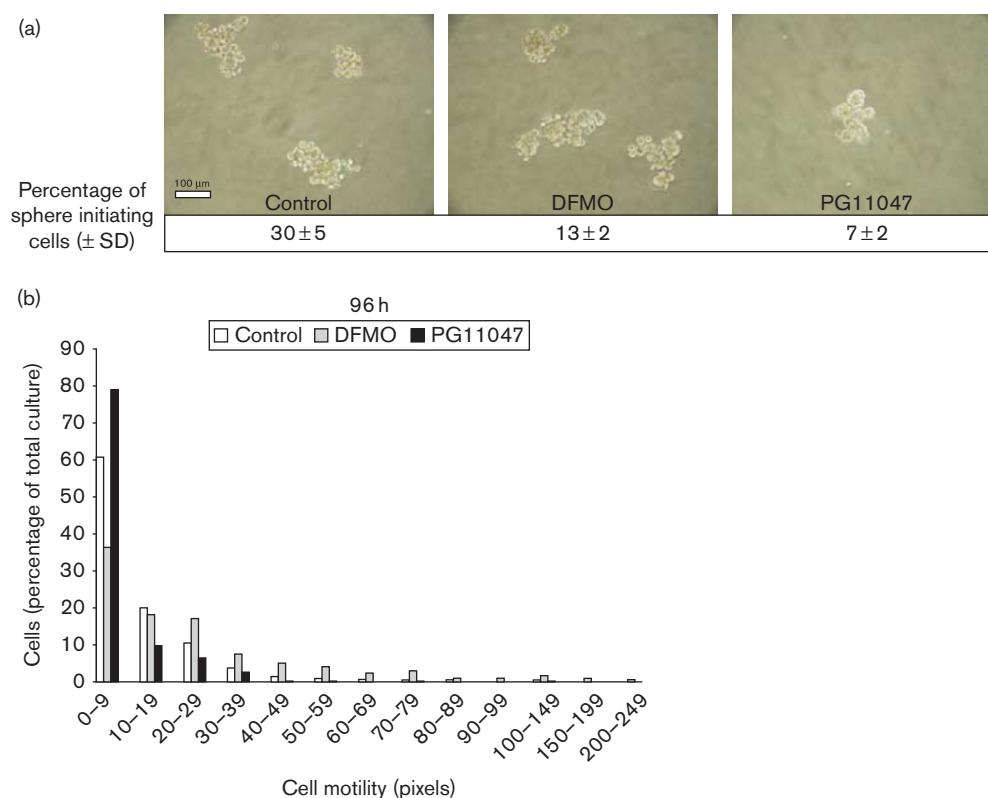 (a)
100 μm
Control
DFMO
PG11047
Percentage of
sphere initiating
cells (± SD)
30±5
13±2
7±2
(b)
96 h
Control DFMO PG11047
Cells (percentage of total culture)
90
80
70
60
50
40
30
20
10
0
0–9
10–19
20–29
30–39
40–49
50–59
60–69
70–79
80–89
90–99
100–149
150–199
200–249
Cell motility (pixels)